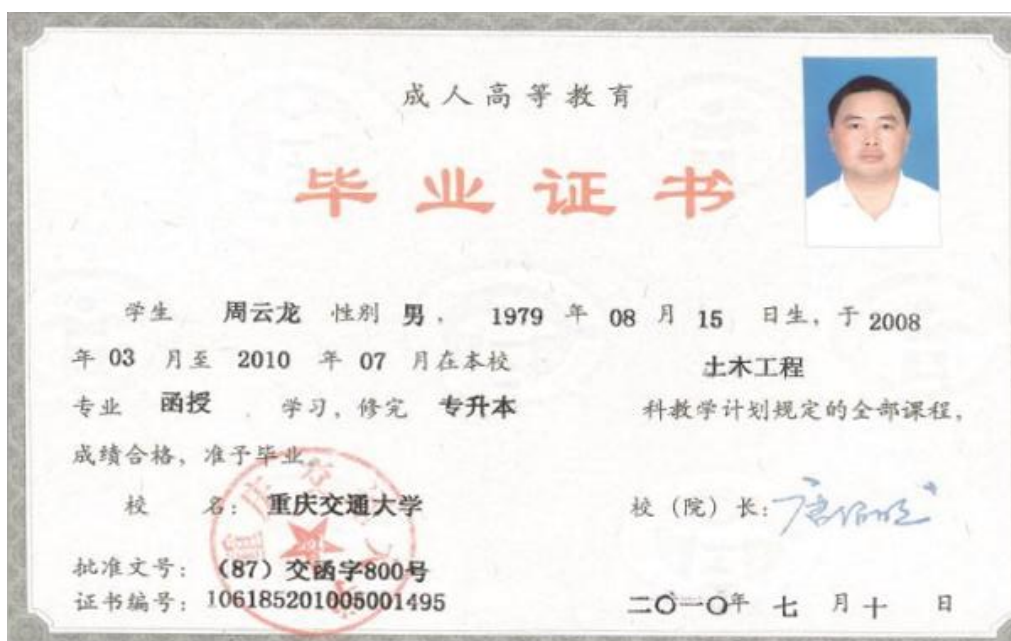 成人高等教育
毕业证书
学生 周云龙 性别 男, 1979 年 08 月 15 日生,于 2008
年 03 月至 2010 年 07 月在本校 土木工程
专业 函授 学习,修完 专升本 科教学计划规定的全部课程,
成绩合格,准予毕业。
校 名:重庆交通大学 校(院)长:
批准文号:(87)交函字800号
证书编号:106185201005001495 二〇一〇年 七 月 十 日